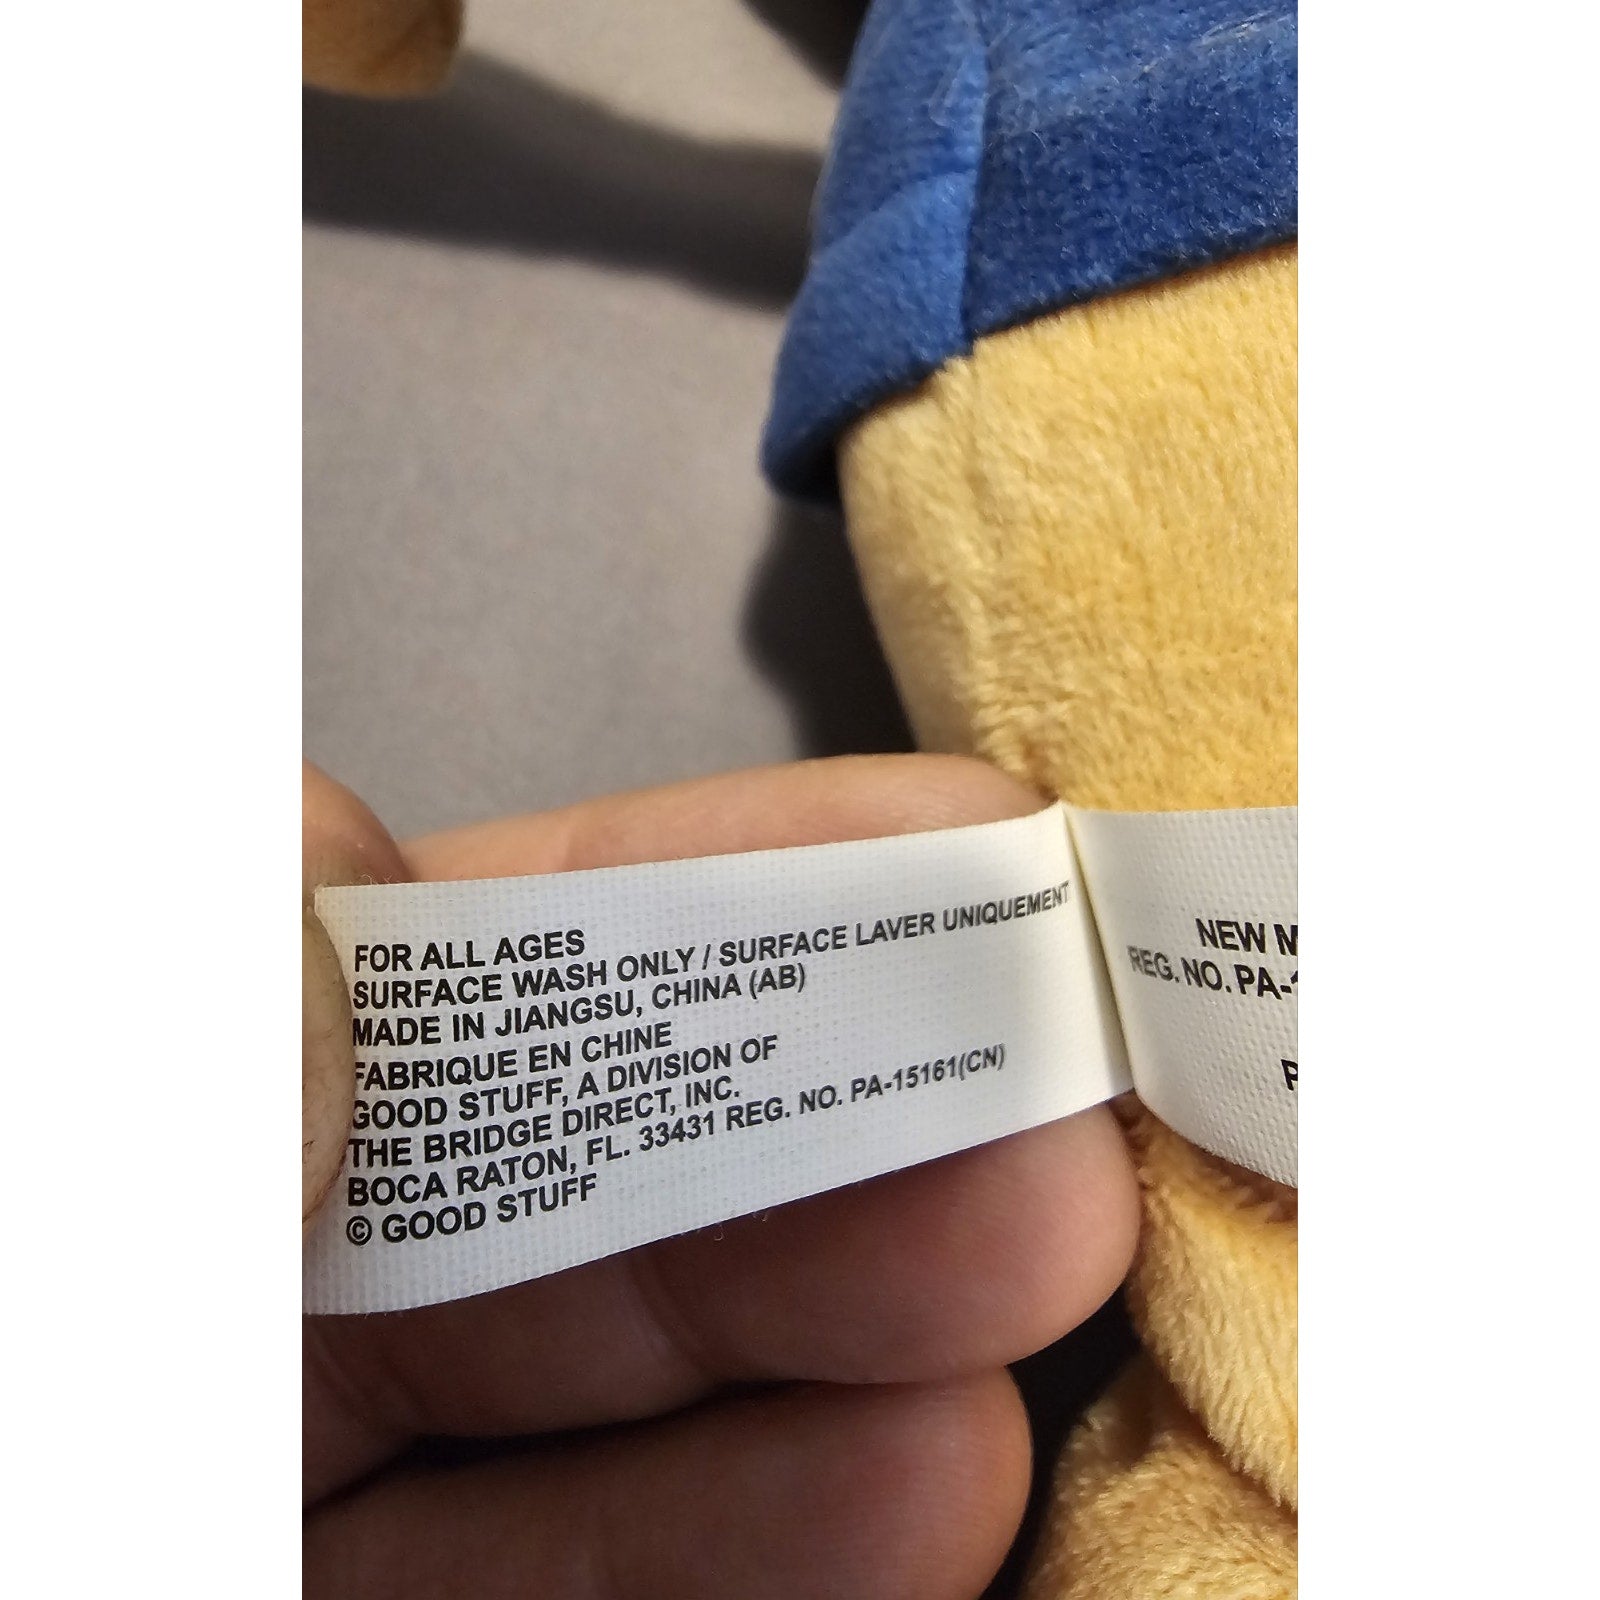 FOR ALL AGES
SURFACE WASH ONLY / SURFACE LAVER UNIQUEMENT
MADE IN JIANGSU, CHINA (AB)
FABRIQUE EN CHINE
GOOD STUFF, A DIVISION OF
THE BRIDGE DIRECT, INC.
BOCA RATON, FL. 33431 REG. NO. PA-15161(CN)
© GOOD STUFF
NEW
REG. NO. PA-